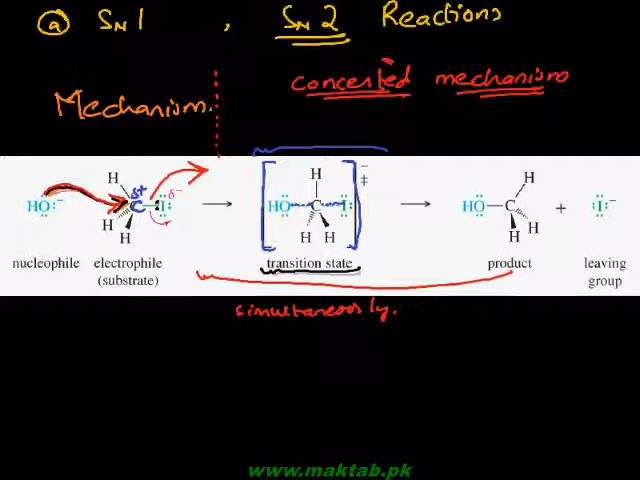 ⓐ SN1 , SN2 Reactions
concerted mechanism
Mechanism.
H H H
δ+ δ−
HO:− C I HO C I − ‡ HO C + :I:−
H H H H H H
nucleophile electrophile transition state product leaving
(substrate) group
simultaneously.
www.maktab.pk